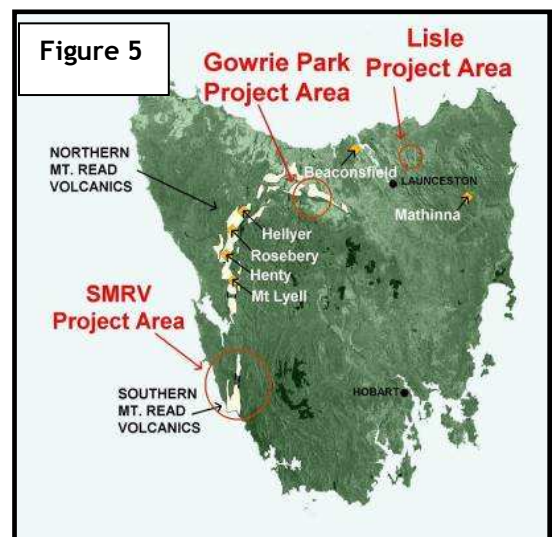 Figure 5
Lisle
Project Area
Gowrie Park
Project Area
NORTHERN
MT. READ
VOLCANICS
Beaconsfield
LAUNCESTON
Mathinna
Hellyer
Rosebery
Henty
Mt Lyell
SMRV
Project Area
SOUTHERN
MT. READ
VOLCANICS
HOBART